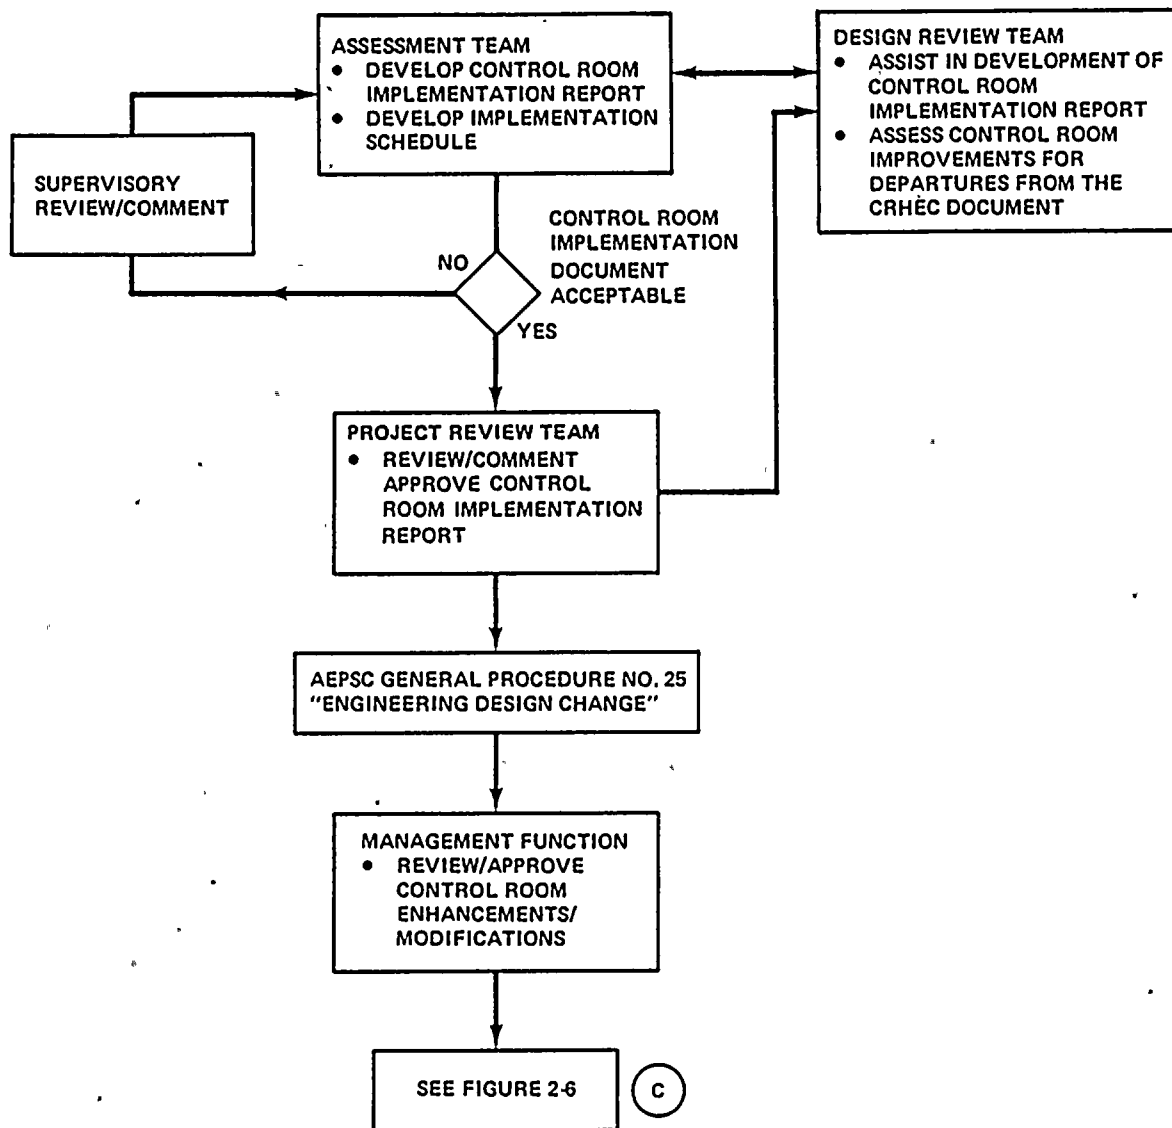 ASSESSMENT TEAM
● DEVELOP CONTROL ROOM
IMPLEMENTATION REPORT
● DEVELOP IMPLEMENTATION
SCHEDULE
DESIGN REVIEW TEAM
● ASSIST IN DEVELOPMENT OF
CONTROL ROOM
IMPLEMENTATION REPORT
● ASSESS CONTROL ROOM
IMPROVEMENTS FOR
DEPARTURES FROM THE
CRHEC DOCUMENT
SUPERVISORY
REVIEW/COMMENT
CONTROL ROOM
IMPLEMENTATION
DOCUMENT
ACCEPTABLE
NO
YES
PROJECT REVIEW TEAM
● REVIEW/COMMENT
APPROVE CONTROL
ROOM IMPLEMENTATION
REPORT
AEPSC GENERAL PROCEDURE NO. 25
"ENGINEERING DESIGN CHANGE"
MANAGEMENT FUNCTION
● REVIEW/APPROVE
CONTROL ROOM
ENHANCEMENTS/
MODIFICATIONS
SEE FIGURE 2-6
C